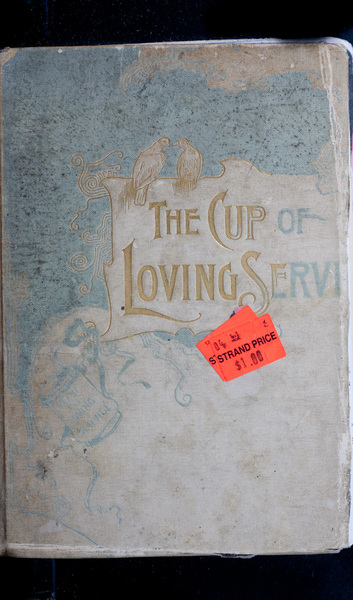 THE CUP OF
LOVING SERVI
STRAND PRICE
$1.00